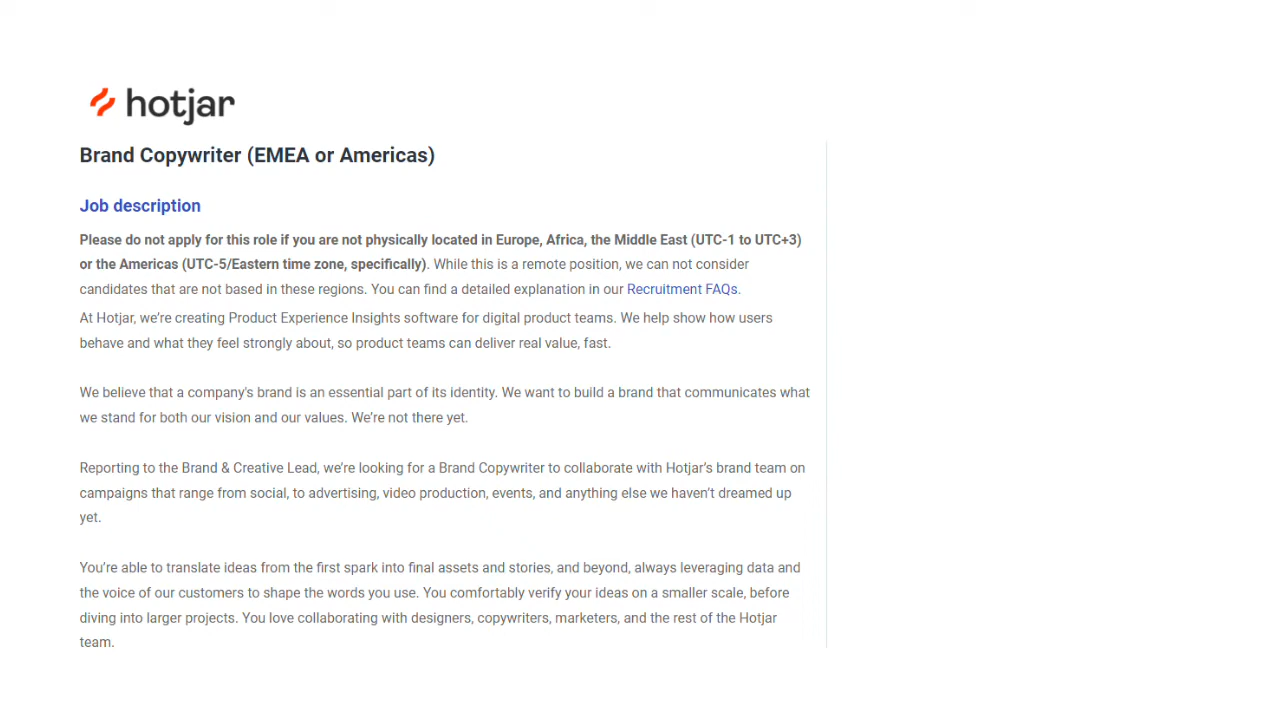 hotjar
Brand Copywriter (EMEA or Americas)
Job description
Please do not apply for this role if you are not physically located in Europe, Africa, the Middle East (UTC-1 to UTC+3)
or the Americas (UTC-5/Eastern time zone, specifically). While this is a remote position, we can not consider
candidates that are not based in these regions. You can find a detailed explanation in our Recruitment FAQs.
At Hotjar, we’re creating Product Experience Insights software for digital product teams. We help show how users
behave and what they feel strongly about, so product teams can deliver real value, fast.
We believe that a company's brand is an essential part of its identity. We want to build a brand that communicates what
we stand for both our vision and our values. We’re not there yet.
Reporting to the Brand & Creative Lead, we’re looking for a Brand Copywriter to collaborate with Hotjar’s brand team on
campaigns that range from social, to advertising, video production, events, and anything else we haven’t dreamed up
yet.
You’re able to translate ideas from the first spark into final assets and stories, and beyond, always leveraging data and
the voice of our customers to shape the words you use. You comfortably verify your ideas on a smaller scale, before
diving into larger projects. You love collaborating with designers, copywriters, marketers, and the rest of the Hotjar
team.